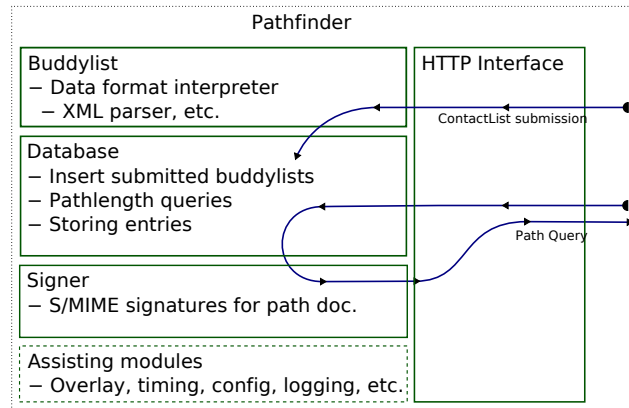 Pathfinder
Buddylist
− Data format interpreter
− XML parser, etc.
HTTP Interface
ContactList submission
Database
− Insert submitted buddylists
− Pathlength queries
− Storing entries
Path Query
Signer
− S/MIME signatures for path doc.
Assisting modules
− Overlay, timing, config, logging, etc.